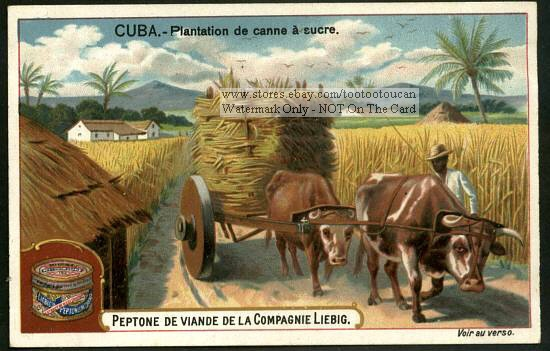 CUBA.- Plantation de canne à sucre.
www.stores.ebay.com/tootootoucan
Watermark Only - NOT On The Card
LIEBIG
PEPTONE DE VIANDE DE LA COMPAGNIE LIEBIG.
Voir au verso.